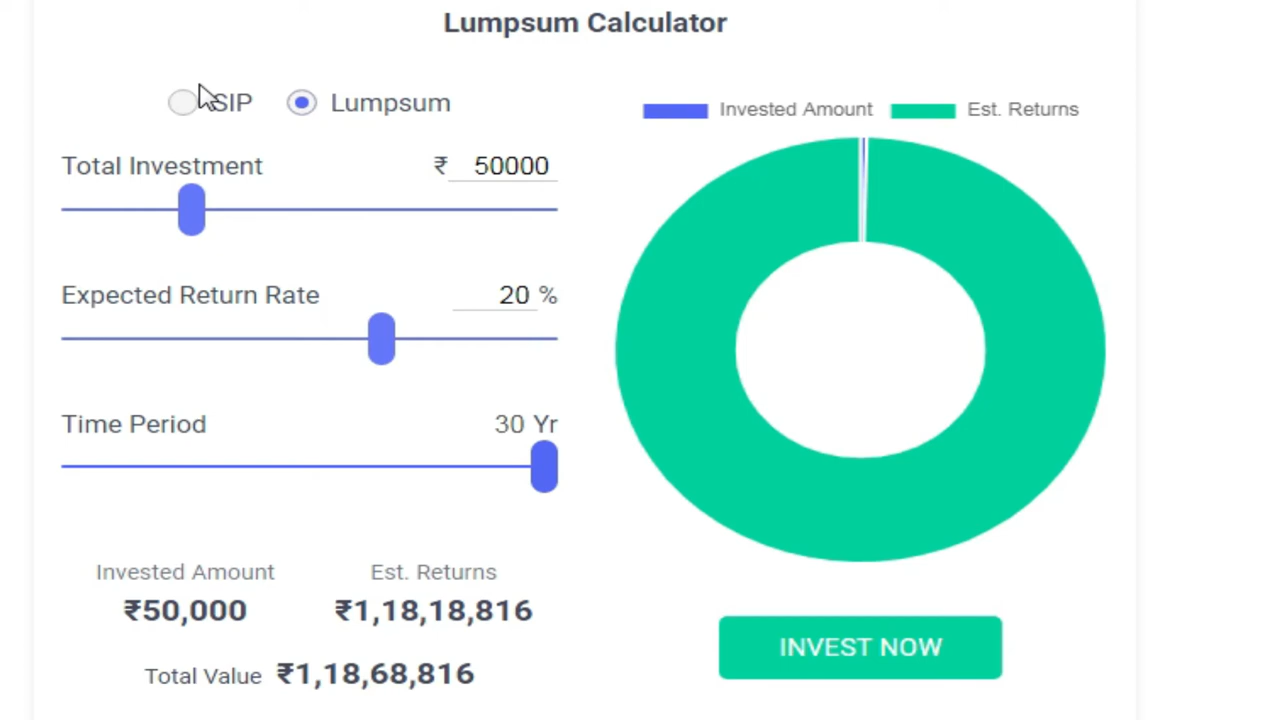 Lumpsum Calculator
SIP Lumpsum
Invested Amount Est. Returns
Total Investment ₹ 50000
Expected Return Rate 20 %
Time Period 30 Yr
Invested Amount Est. Returns
₹50,000 ₹1,18,18,816
Total Value ₹1,18,68,816
INVEST NOW